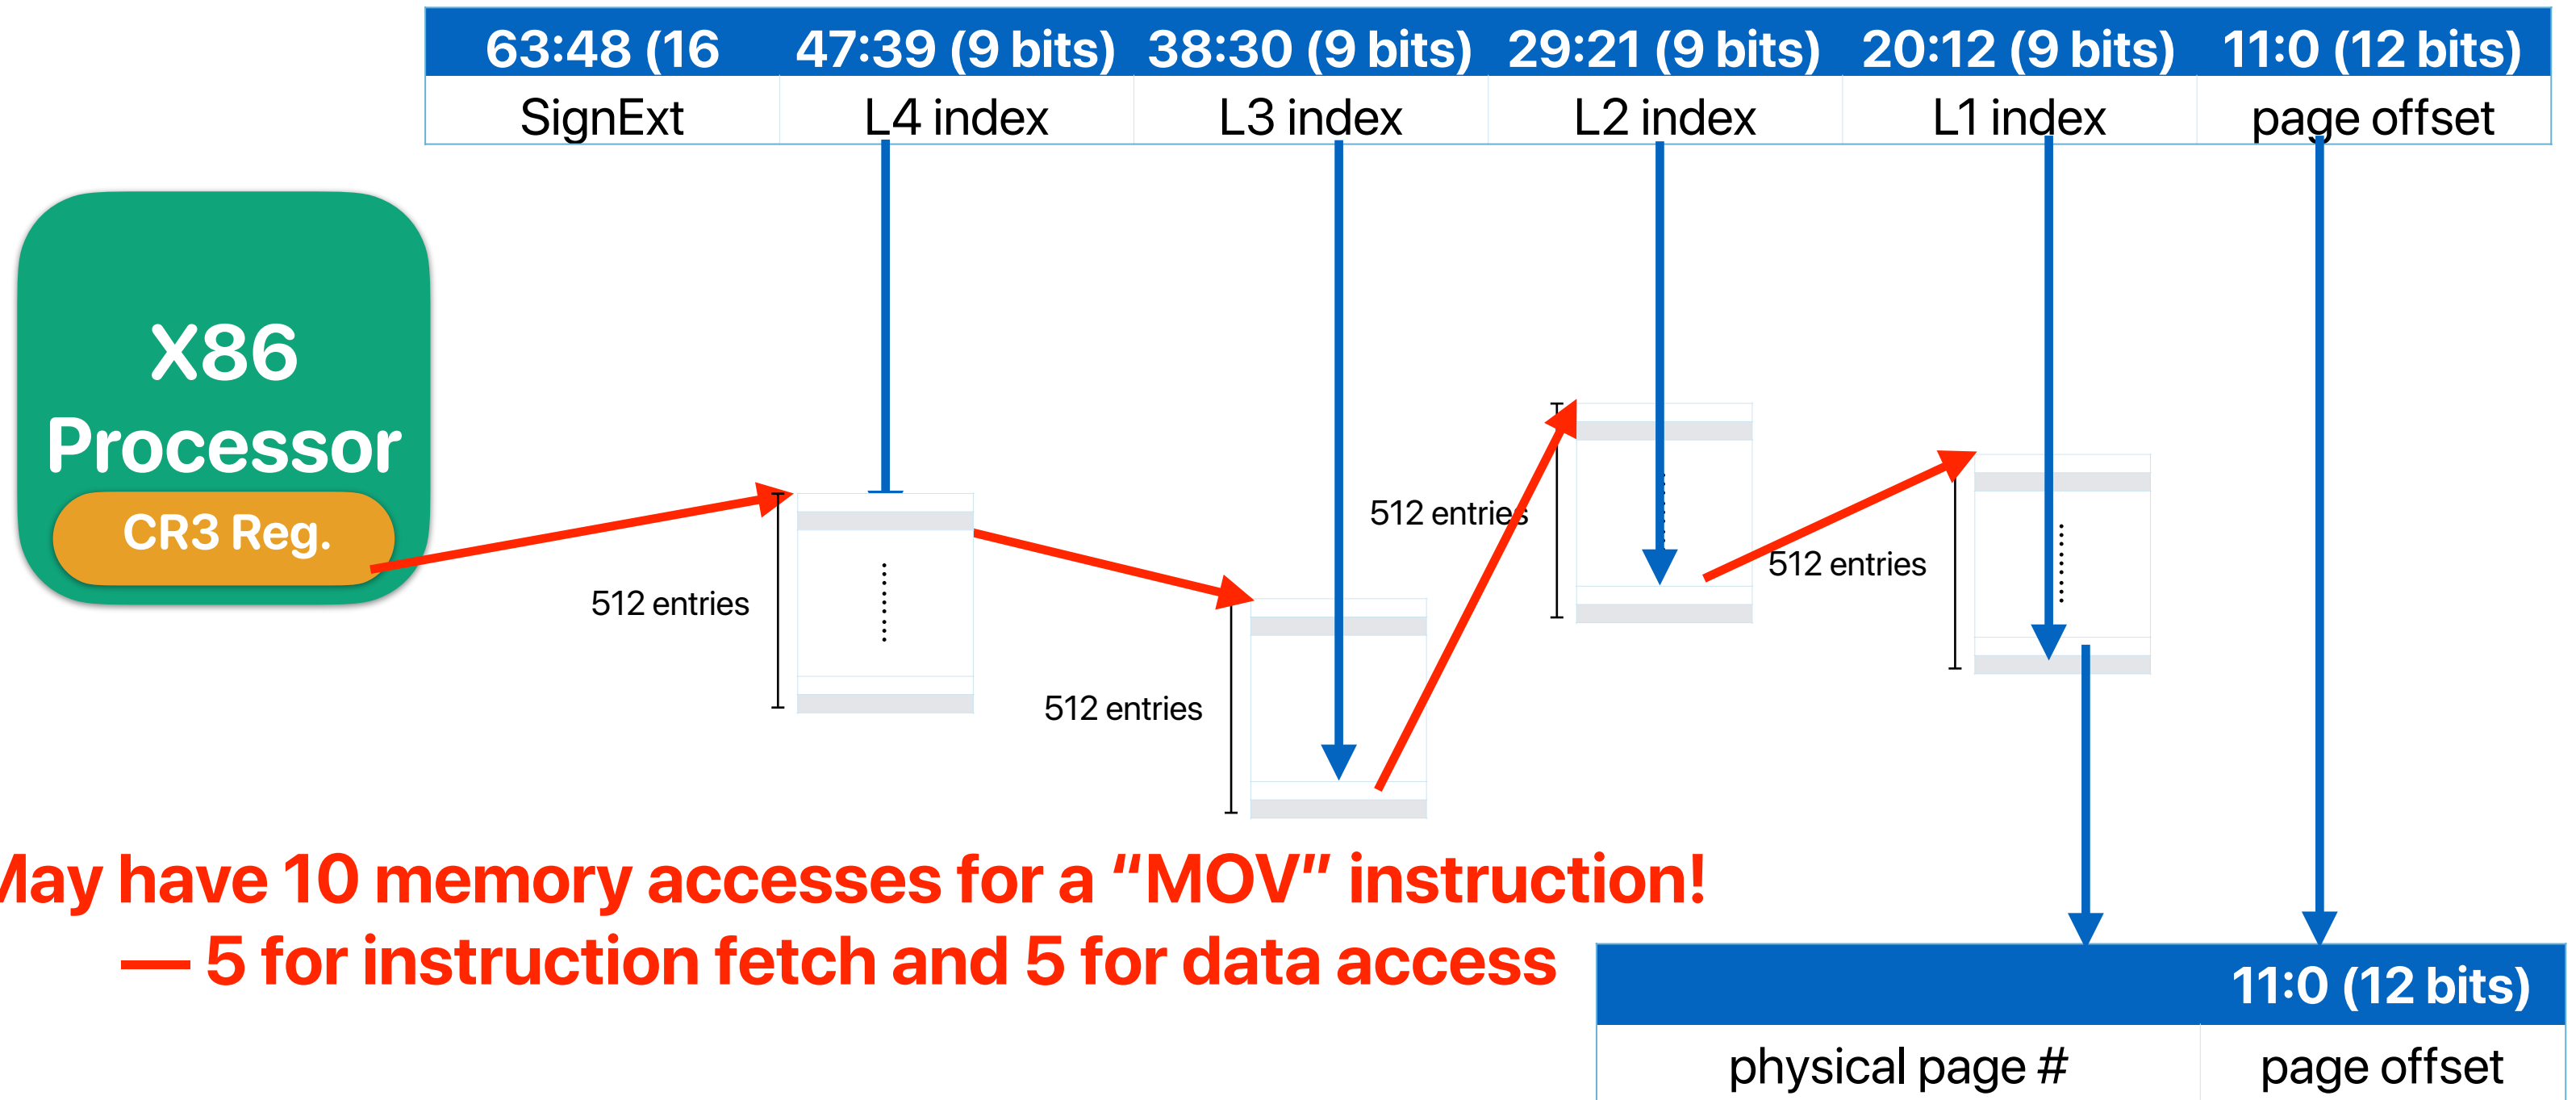 63:48 (16 47:39 (9 bits) 38:30 (9 bits) 29:21 (9 bits) 20:12 (9 bits) 11:0 (12 bits)
SignExt L4 index L3 index L2 index L1 index page offset
X86
Processor
CR3 Reg.
512 entries
512 entries
512 entries
512 entries
May have 10 memory accesses for a “MOV” instruction!
— 5 for instruction fetch and 5 for data access
11:0 (12 bits)
physical page # page offset